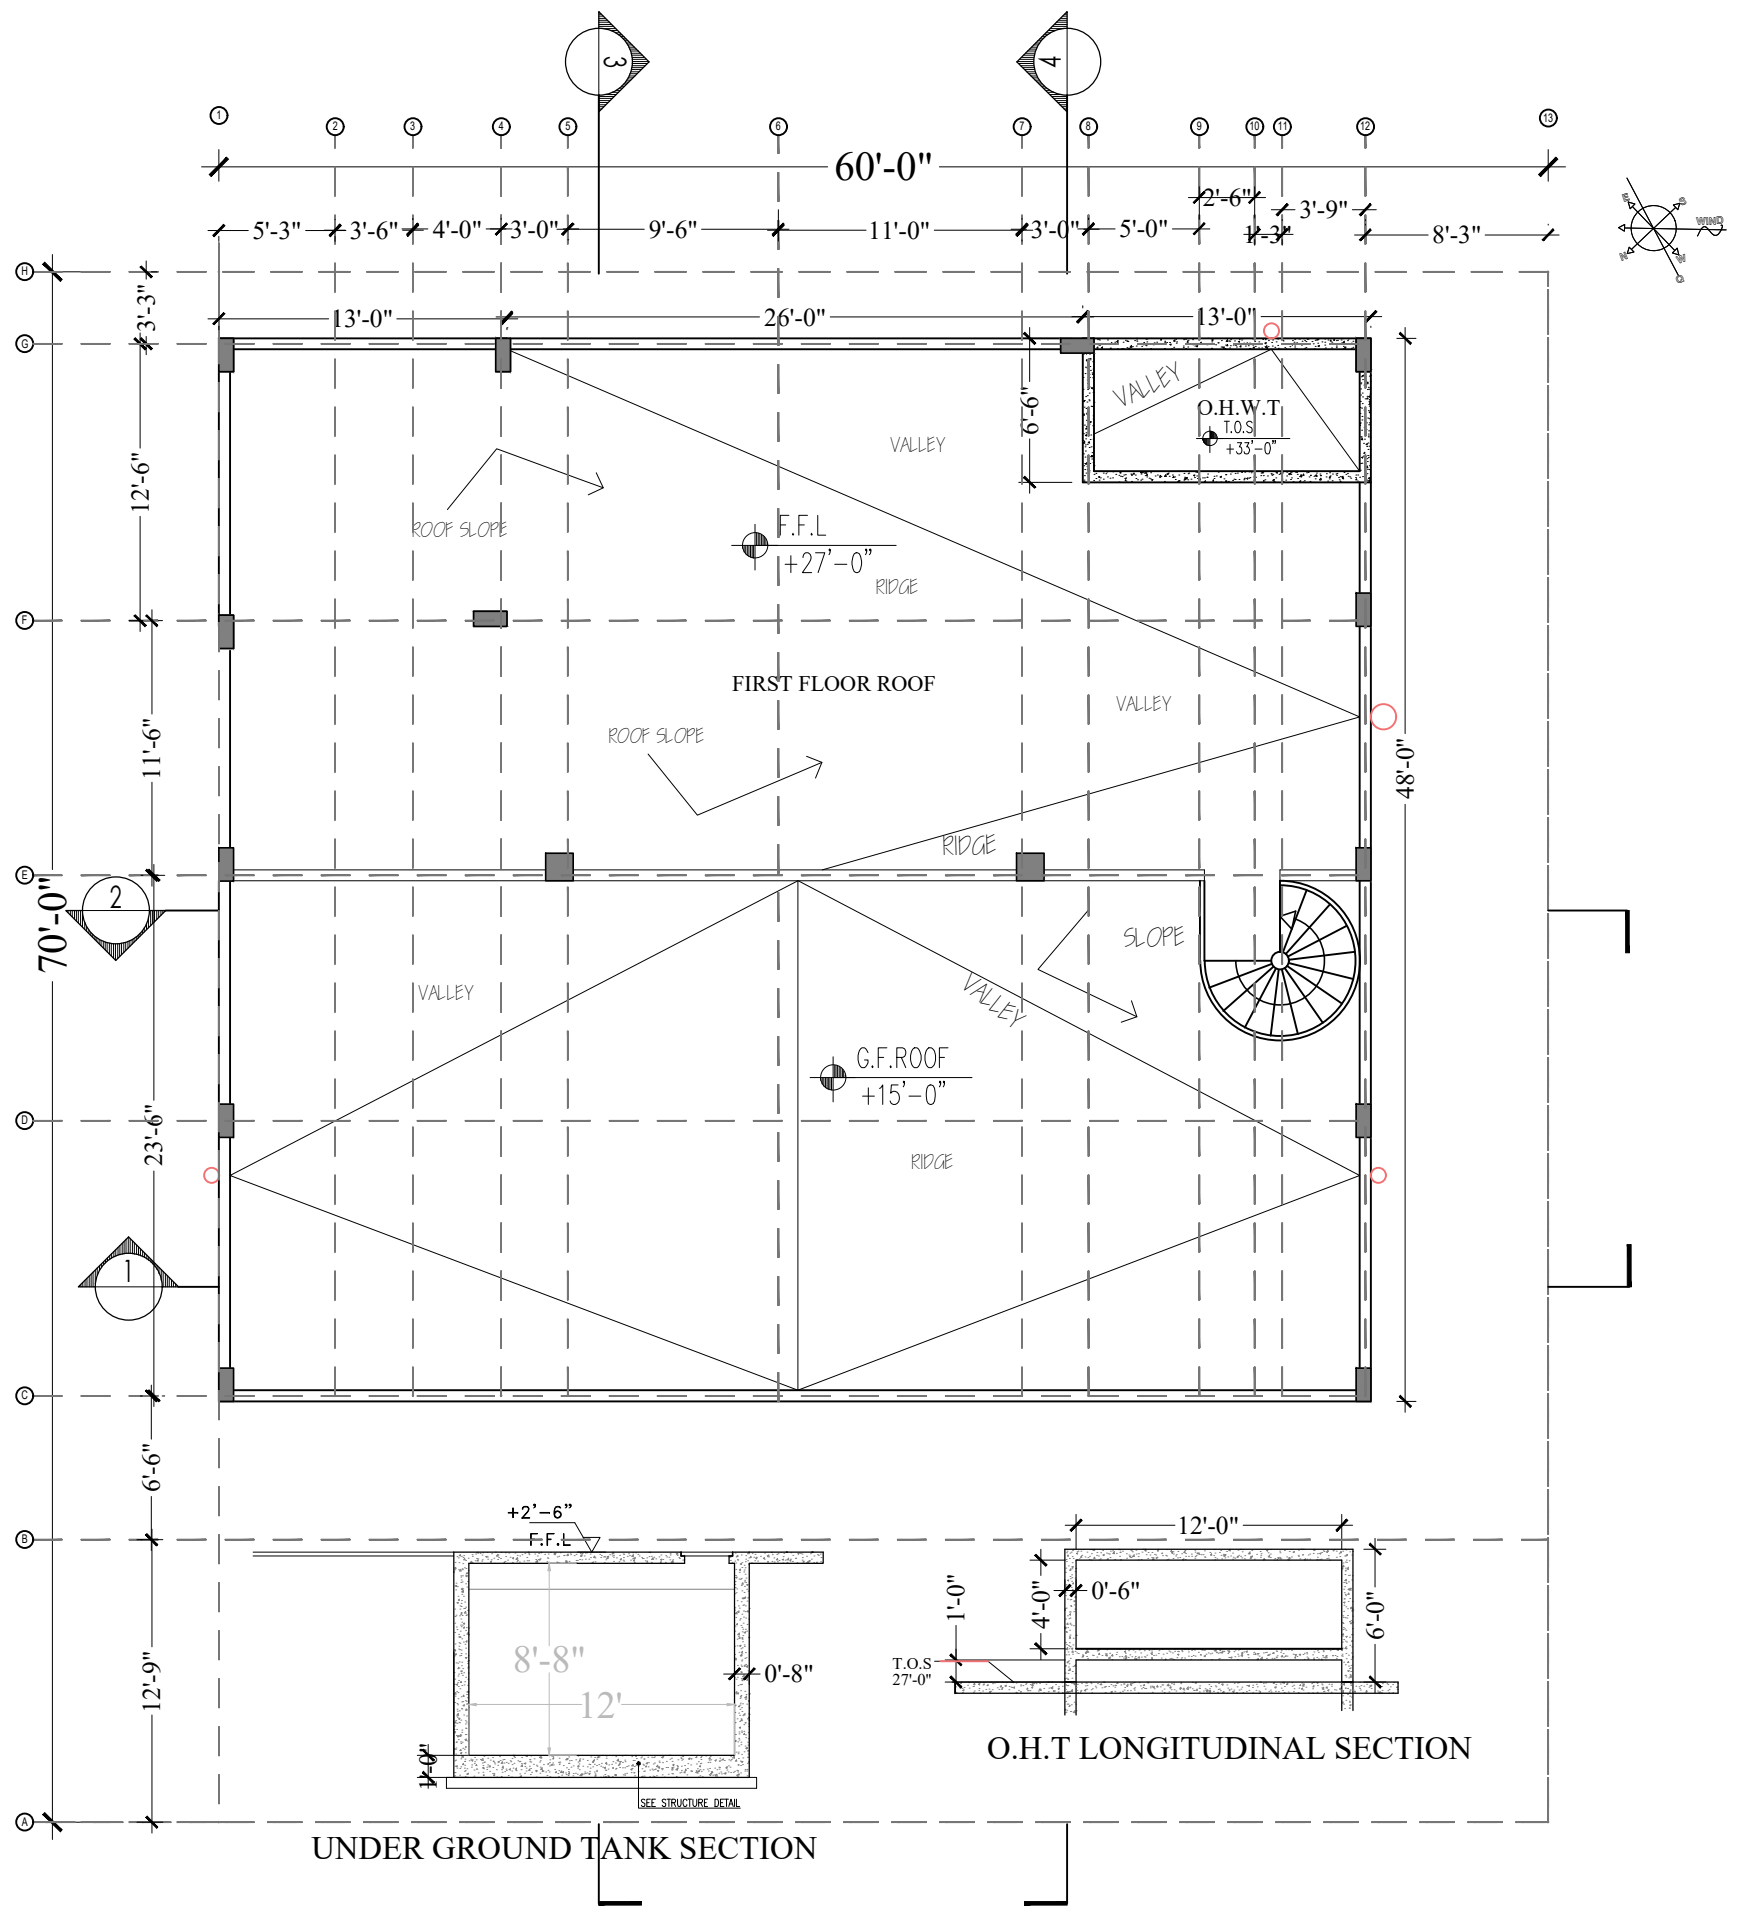 3
4
1
2
3
4
5
6
7
8
9
10
11
12
13
60'-0"
2'-6"
3'-9"
5'-3"
3'-6"
4'-0"
3'-0"
9'-6"
11'-0"
3'-0"
5'-0"
1'-3"
8'-3"
WIND
H
3'-3"
13'-0"
26'-0"
13'-0"
G
VALLEY
6'-6"
O.H.W.T
T.O.S
+33'-0"
VALLEY
12'-6"
ROOF SLOPE
F.F.L
+27'-0"
RIDGE
F
FIRST FLOOR ROOF
VALLEY
11'-6"
ROOF SLOPE
48'-0"
RIDGE
E
2
70'-0"
SLOPE
VALLEY
VALLEY
G.F.ROOF
+15'-0"
D
23'-6"
RIDGE
1
C
6'-6"
+2'-6"
F.F.L
12'-0"
B
1'-0"
4'-0"
0'-6"
6'-0"
8'-8"
T.O.S
27'-0"
0'-8"
12'
12'-9"
1'-0"
O.H.T LONGITUDINAL SECTION
SEE STRUCTURE DETAIL
A
UNDER GROUND TANK SECTION